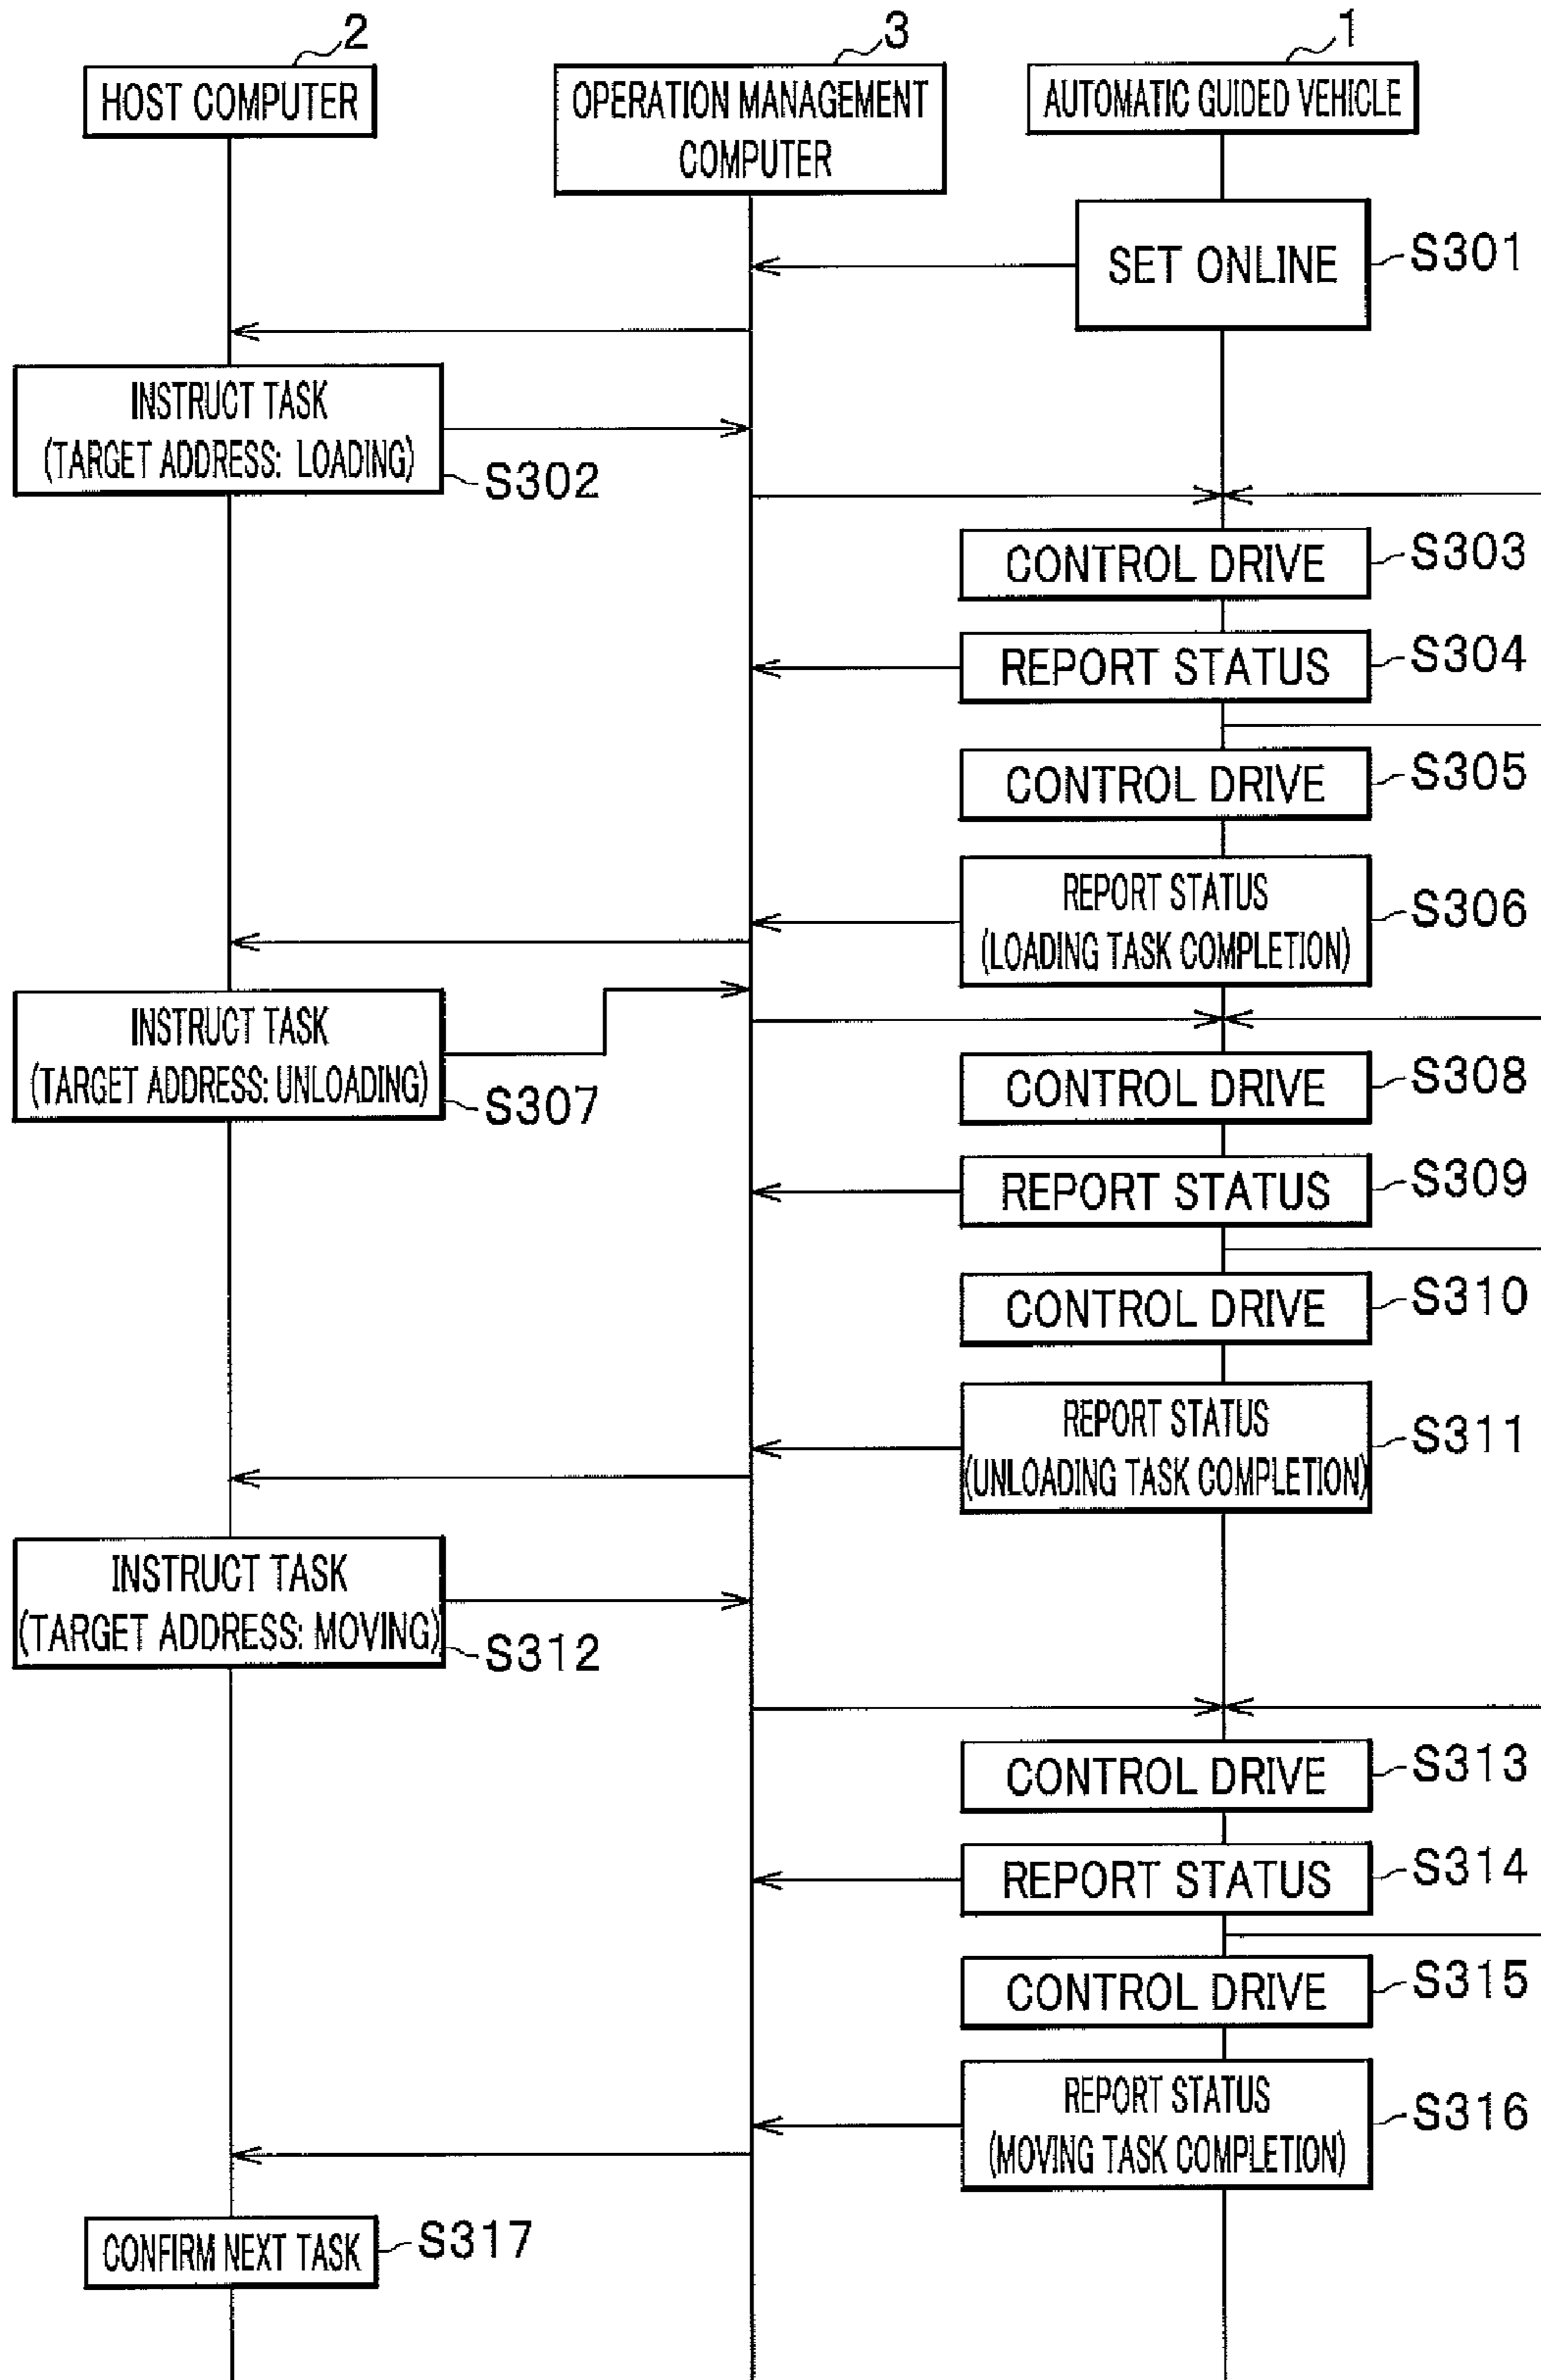 2
3
1
HOST COMPUTER
OPERATION MANAGEMENT
COMPUTER
AUTOMATIC GUIDED VEHICLE
SET ONLINE
S301
INSTRUCT TASK
(TARGET ADDRESS: LOADING)
S302
CONTROL DRIVE
S303
REPORT STATUS
S304
CONTROL DRIVE
S305
REPORT STATUS
(LOADING TASK COMPLETION)
S306
INSTRUCT TASK
(TARGET ADDRESS: UNLOADING)
S307
CONTROL DRIVE
S308
REPORT STATUS
S309
CONTROL DRIVE
S310
REPORT STATUS
(UNLOADING TASK COMPLETION)
S311
INSTRUCT TASK
(TARGET ADDRESS: MOVING)
S312
CONTROL DRIVE
S313
REPORT STATUS
S314
CONTROL DRIVE
S315
REPORT STATUS
(MOVING TASK COMPLETION)
S316
CONFIRM NEXT TASK
S317